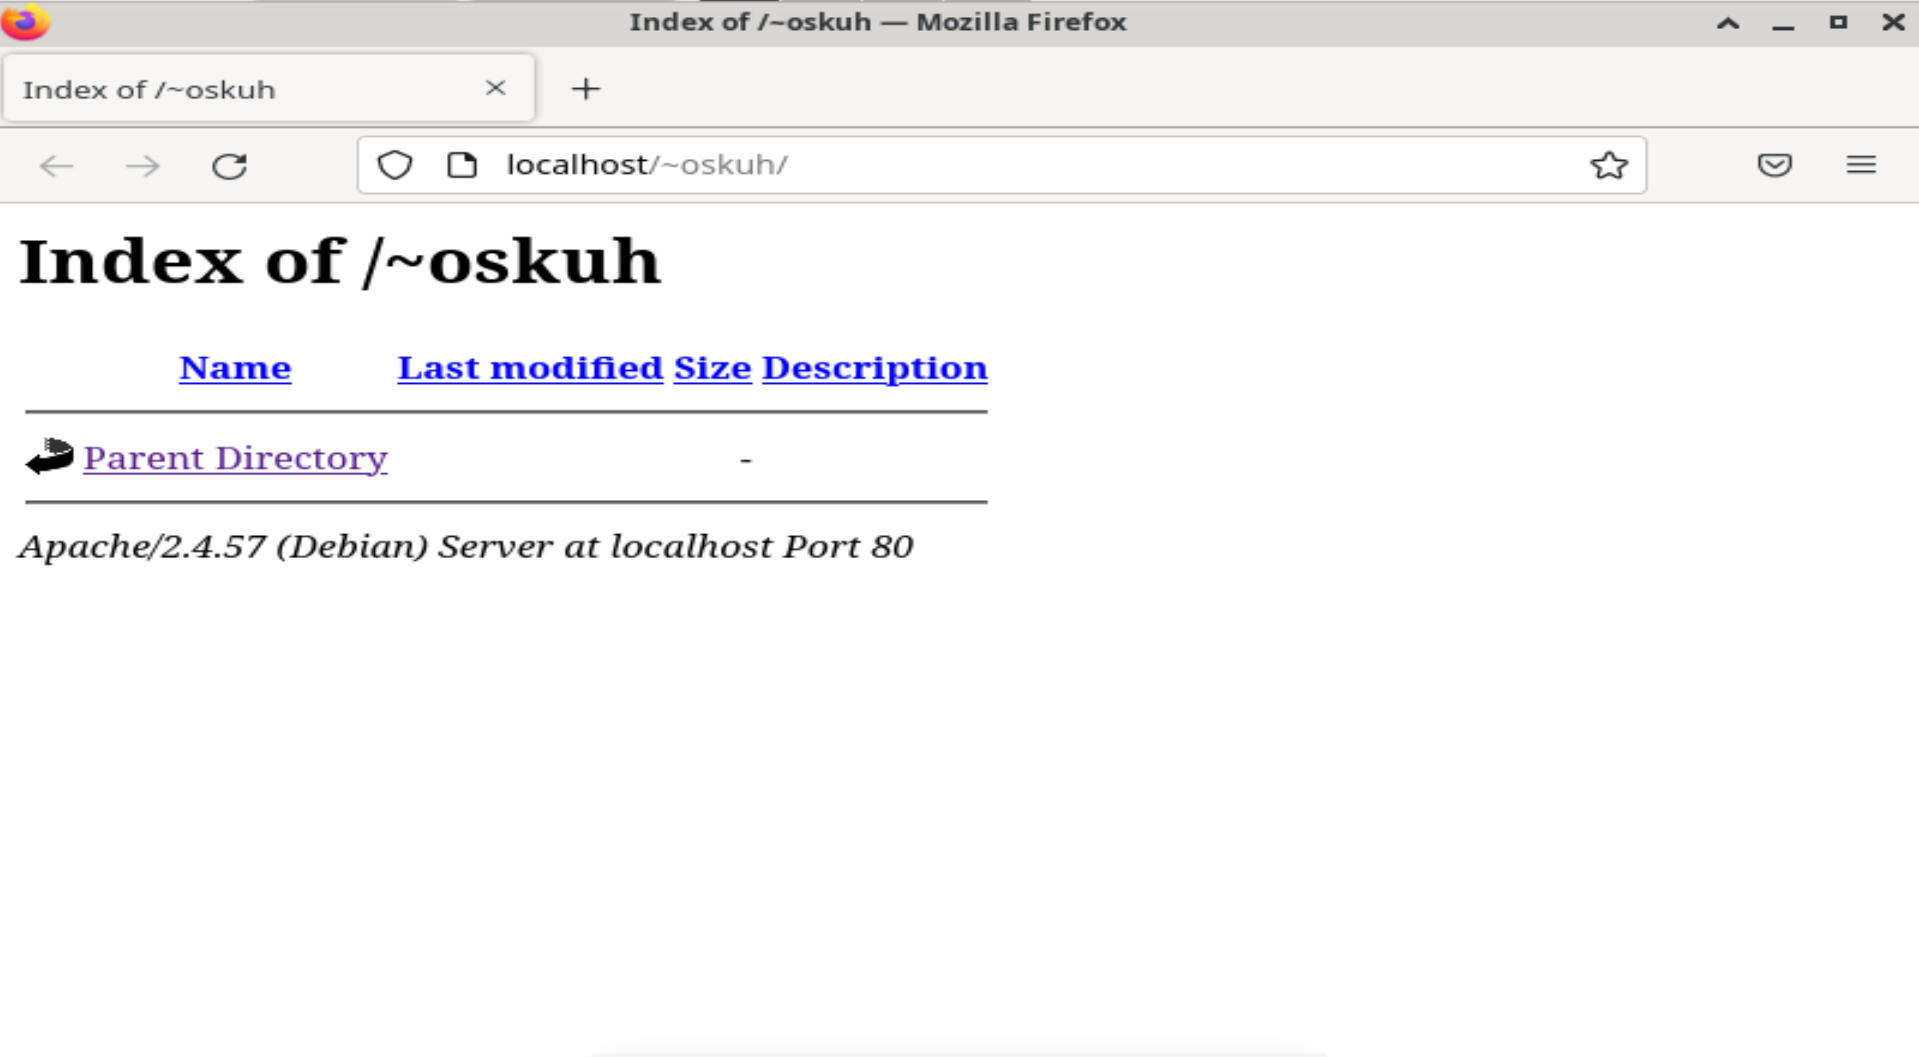 Index of /~oskuh — Mozilla Firefox
Index of /~oskuh
localhost/~oskuh/
Index of /~oskuh
Name Last modified Size Description
Parent Directory -
Apache/2.4.57 (Debian) Server at localhost Port 80